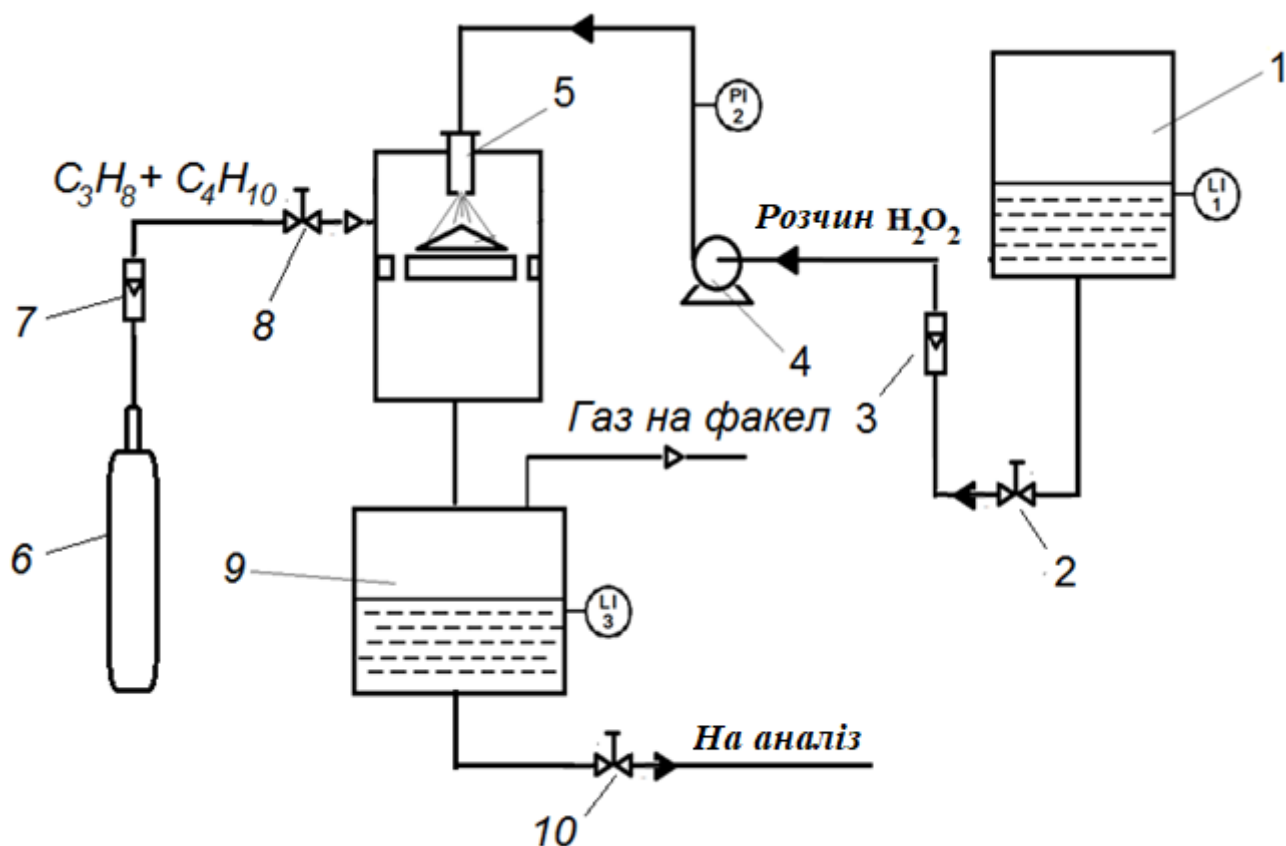 1
5
PI
2
C₃H₈ + C₄H₁₀
LI
1
Розчин H₂O₂
7
8
4
3
Газ на факел
6
9
2
LI
3
На аналіз
10